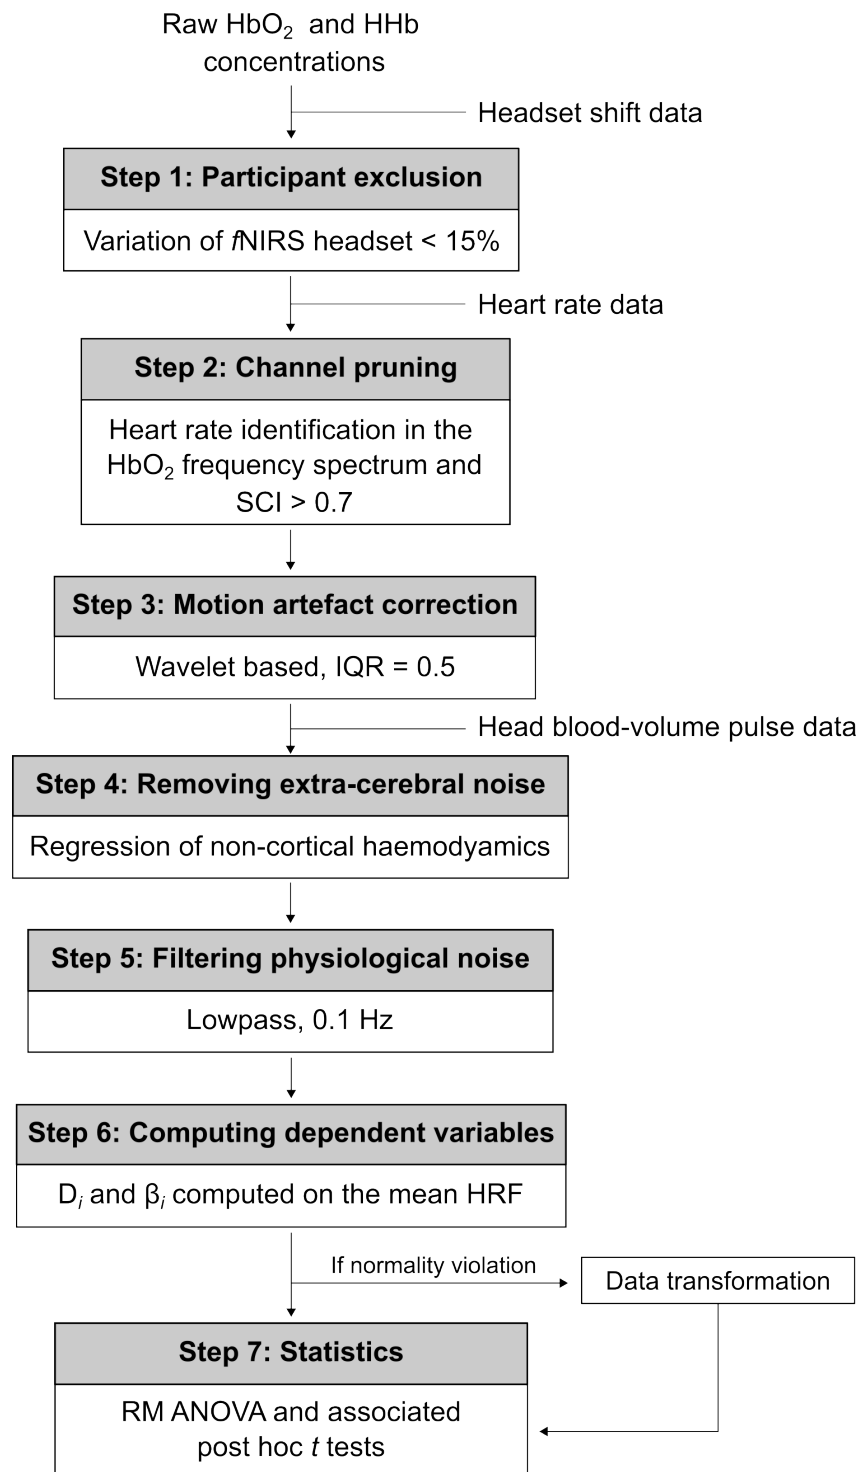 Raw HbO₂ and HHb
concentrations
Headset shift data
Step 1: Participant exclusion
Variation of fNIRS headset < 15%
Heart rate data
Step 2: Channel pruning
Heart rate identification in the
HbO₂ frequency spectrum and
SCI > 0.7
Step 3: Motion artefact correction
Wavelet based, IQR = 0.5
Head blood-volume pulse data
Step 4: Removing extra-cerebral noise
Regression of non-cortical haemodyamics
Step 5: Filtering physiological noise
Lowpass, 0.1 Hz
Step 6: Computing dependent variables
Dᵢ and βᵢ computed on the mean HRF
If normality violation
Data transformation
Step 7: Statistics
RM ANOVA and associated
post hoc t tests